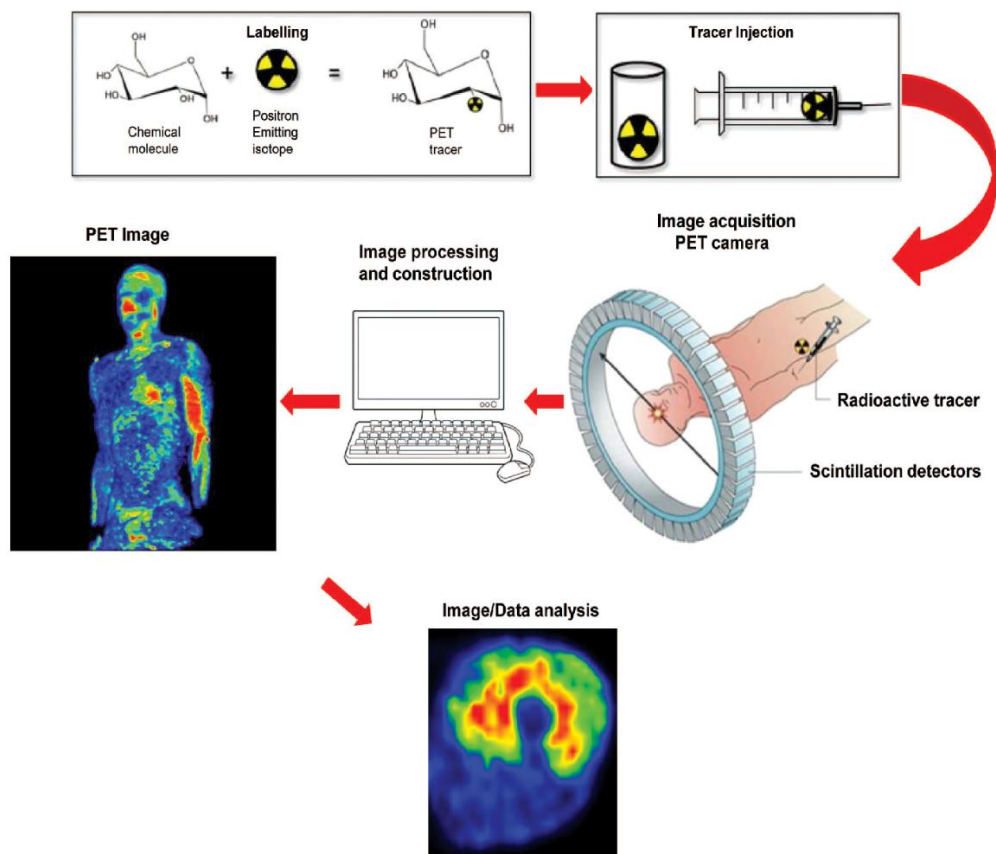 Labelling
OH
HO
HO
OH
OH
O
+
=
OH
HO
HO
OH
O
Chemical
molecule
Positron
Emitting
isotope
PET
tracer
Tracer Injection
Image acquisition
PET camera
Radioactive tracer
Scintillation detectors
Image processing
and construction
PET Image
Image/Data analysis